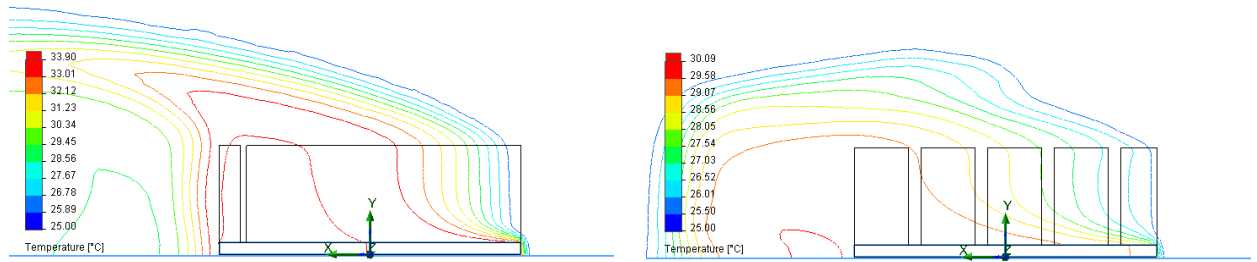 33.90
33.01
32.12
31.23
30.34
29.45
28.56
27.67
26.78
25.89
25.00
Temperature [°C]
Y
X
Z
30.09
29.58
29.07
28.56
28.05
27.54
27.03
26.52
26.01
25.50
25.00
Temperature [°C]
Y
X
Z